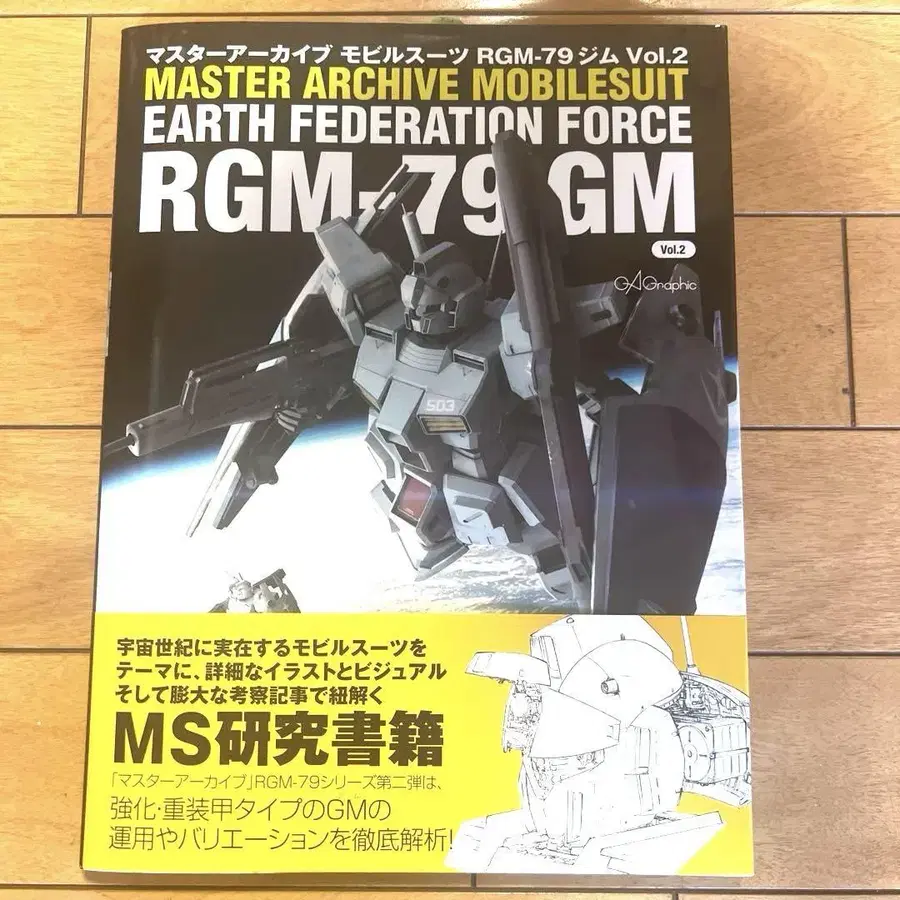 マスターアーカイブ モビルスーツ RGM-79 ジム Vol.2
MASTER ARCHIVE MOBILESUIT
EARTH FEDERATION FORCE
RGM-79 GM
Vol.2
GA Graphic
503
宇宙世紀に実在するモビルスーツを
テーマに、詳細なイラストとビジュアル
そして膨大な考察記事で紐解く
MS研究書籍
「マスターアーカイブ」RGM-79シリーズ第二弾は、
強化・重装甲タイプのGMの
運用やバリエーションを徹底解析!